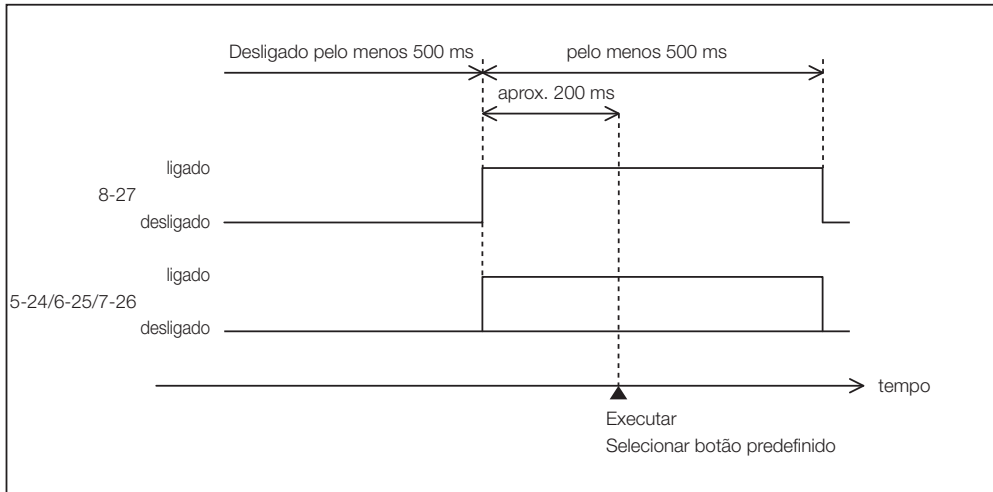 Desligado pelo menos 500 ms
pelo menos 500 ms
aprox. 200 ms
ligado
8-27
desligado
ligado
5-24/6-25/7-26
desligado
tempo
Executar
Selecionar botão predefinido